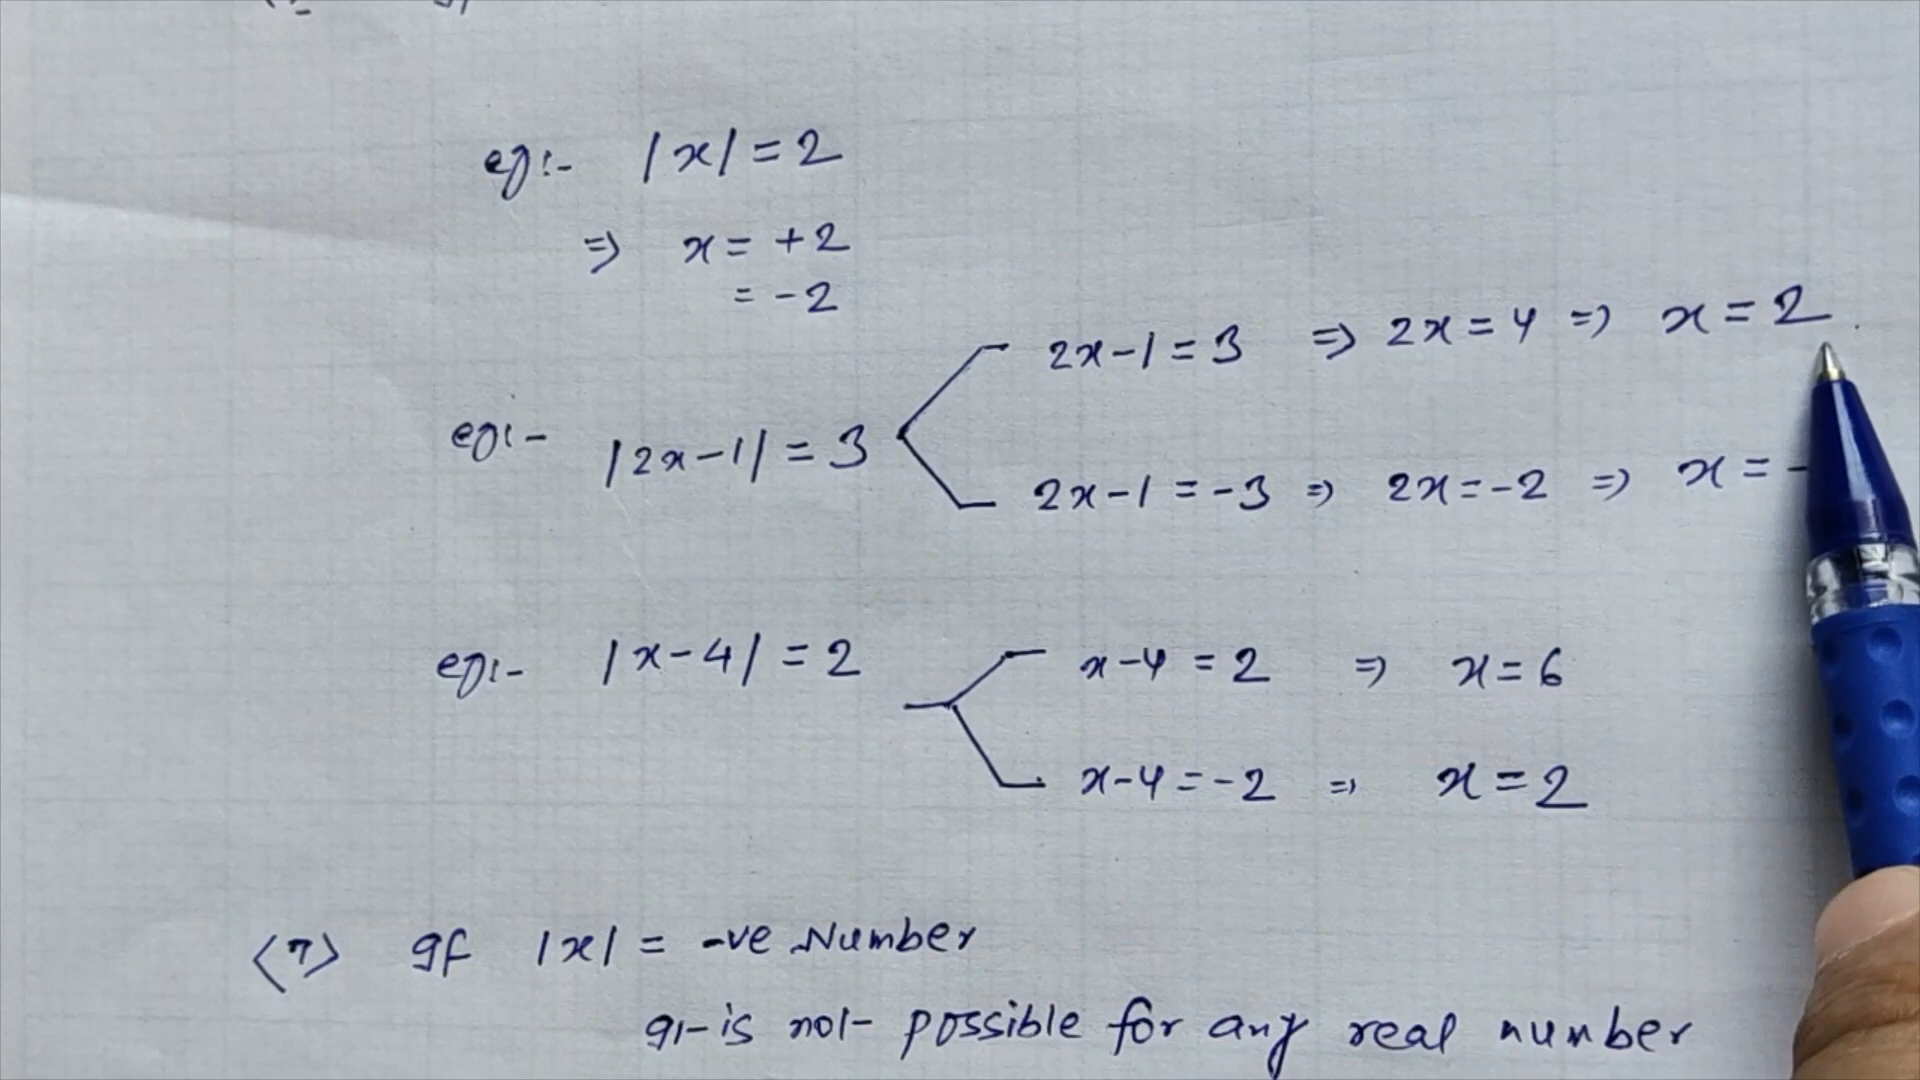 eg:- |x| = 2
=> x = +2
= -2
2x-1 = 3 => 2x = 4 => x = 2
eg:- |2x-1| = 3
2x-1 = -3 => 2x = -2 => x = -
eg:- |x-4| = 2
x-4 = 2 => x = 6
x-4 = -2 => x = 2
<7> If |x| = -ve Number
It is not possible for any real number